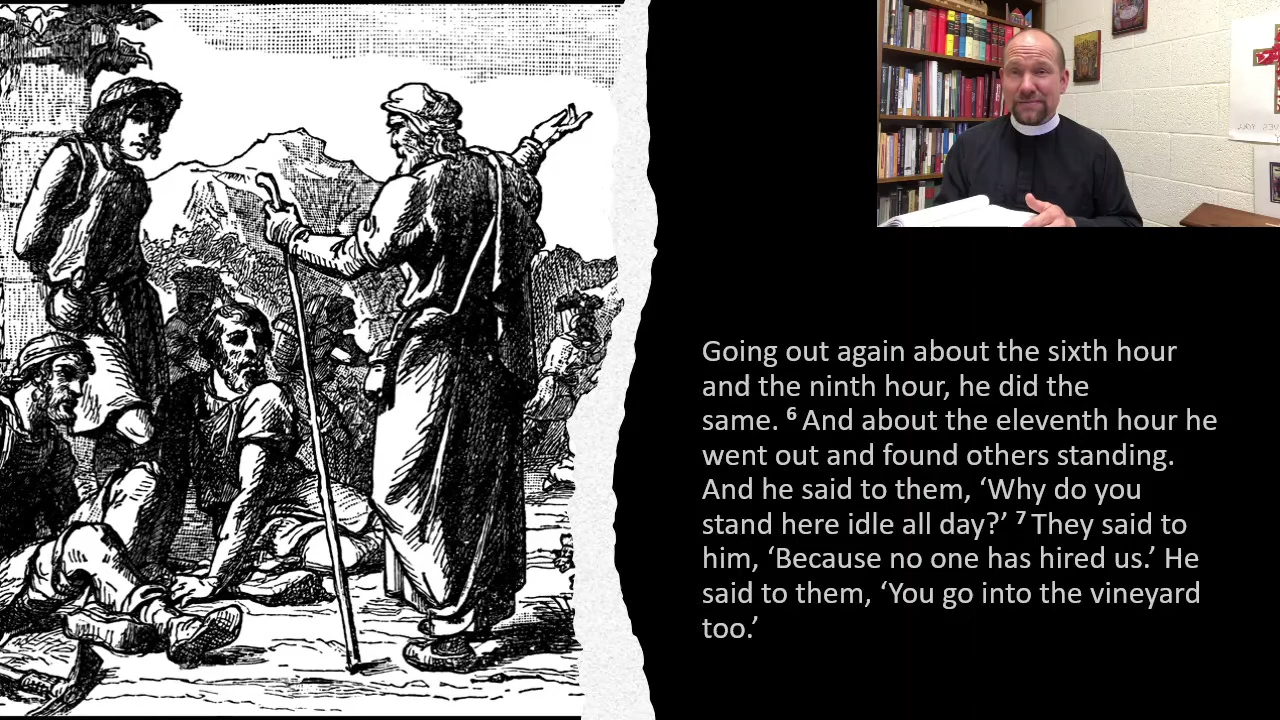 Going out again about the sixth hour
and the ninth hour, he did the
same. 6 And about the eleventh hour he
went out and found others standing.
And he said to them, ‘Why do you
stand here idle all day?’ 7 They said to
him, ‘Because no one has hired us.’ He
said to them, ‘You go into the vineyard
too.’